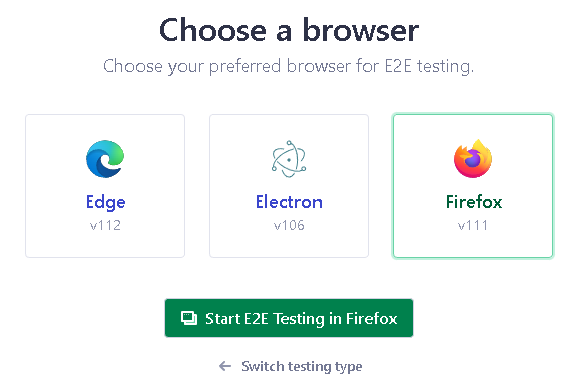 Choose a browser
Choose your preferred browser for E2E testing.
Edge
v112
Electron
v106
Firefox
v111
Start E2E Testing in Firefox
← Switch testing type